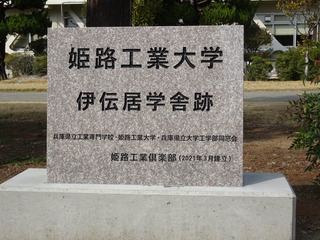 姫路工業大学
伊伝居学舎跡
兵庫県立工業専門学校・姫路工業大学・兵庫県立大学工学部同窓会
姫路工業倶楽部(2021年3月建立)